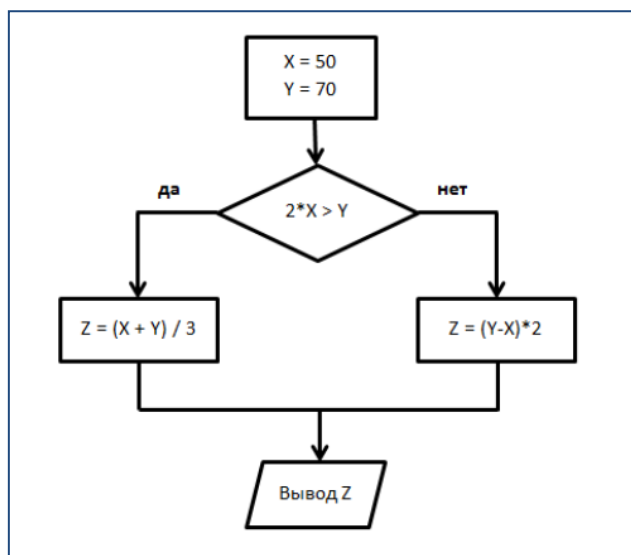 X = 50
Y = 70
да
нет
2*X > Y
Z = (X + Y) / 3
Z = (Y-X)*2
Вывод Z